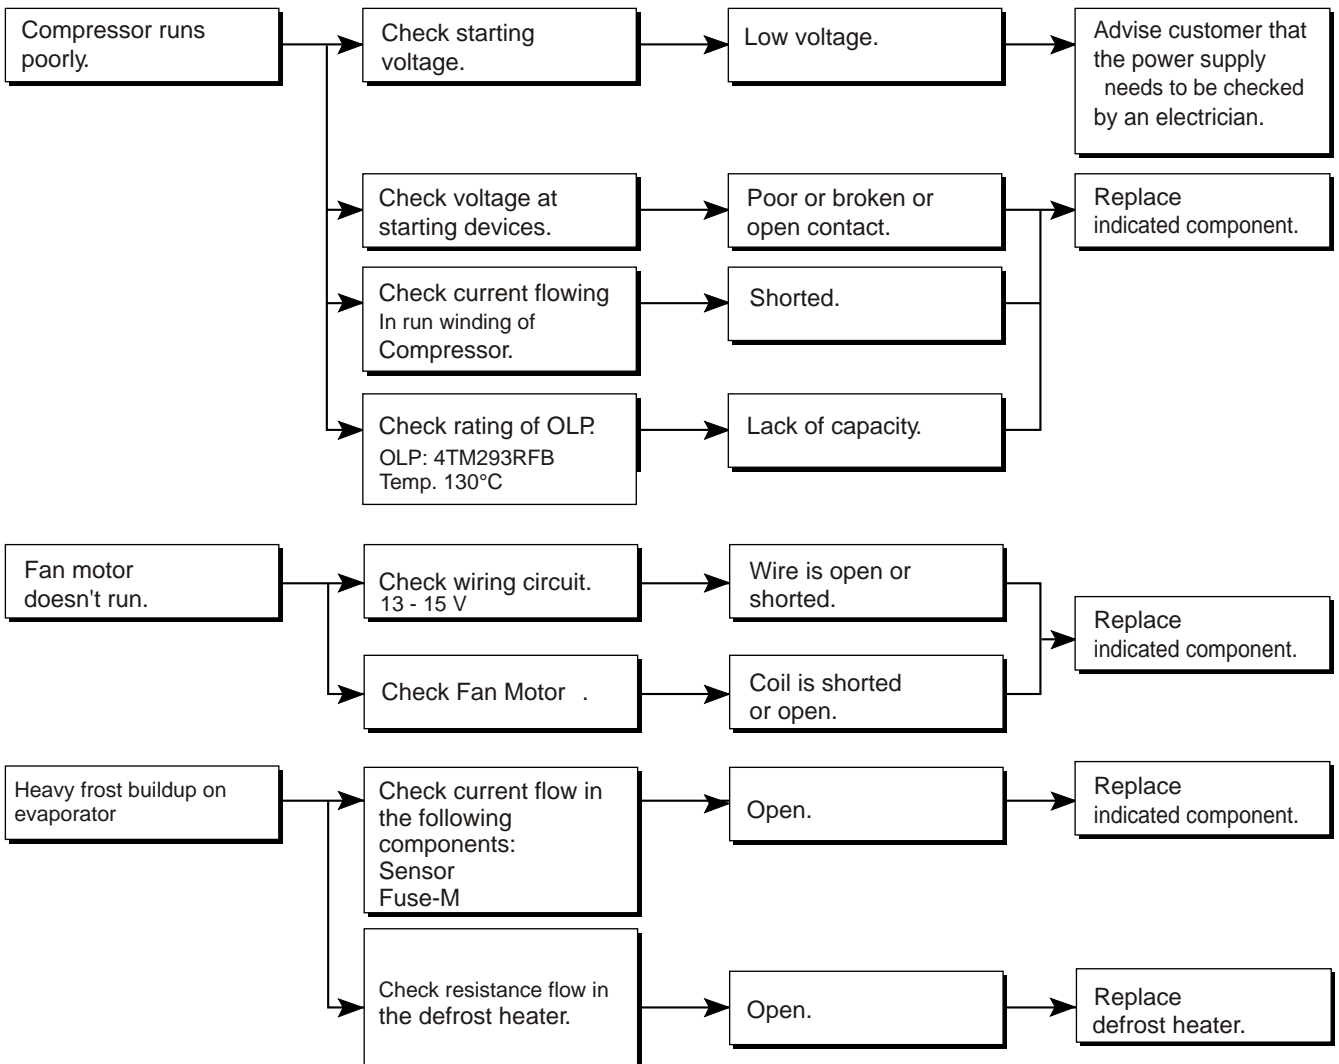 Compressor runs
poorly.
Check starting
voltage.
Low voltage.
Advise customer that
the power supply
needs to be checked
by an electrician.
Check voltage at
starting devices.
Poor or broken or
open contact.
Replace
indicated component.
Check current flowing
In run winding of
Compressor.
Shorted.
Check rating of OLP.
OLP: 4TM293RFB
Temp. 130°C
Lack of capacity.
Fan motor
doesn't run.
Check wiring circuit.
13 - 15 V
Wire is open or
shorted.
Replace
indicated component.
Check Fan Motor .
Coil is shorted
or open.
Heavy frost buildup on
evaporator
Check current flow in
the following
components:
Sensor
Fuse-M
Open.
Replace
indicated component.
Check resistance flow in
the defrost heater.
Open.
Replace
defrost heater.